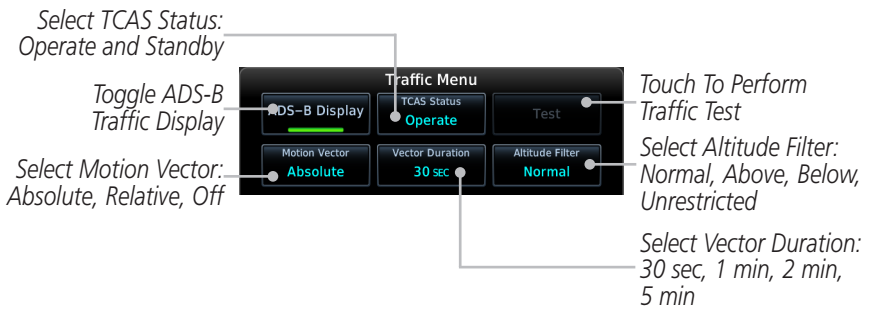 Select TCAS Status:
Operate and Standby
Toggle ADS-B
Traffic Display
Select Motion Vector:
Absolute, Relative, Off
Traffic Menu
ADS-B Display
TCAS Status
Operate
Test
Motion Vector
Absolute
Vector Duration
30 SEC
Altitude Filter
Normal
Touch To Perform
Traffic Test
Select Altitude Filter:
Normal, Above, Below,
Unrestricted
Select Vector Duration:
30 sec, 1 min, 2 min,
5 min